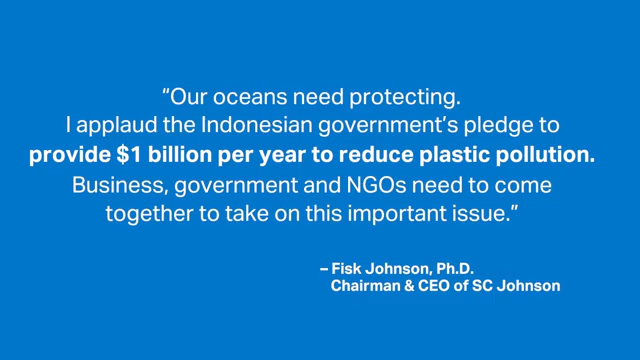 “Our oceans need protecting.
I applaud the Indonesian government’s pledge to
provide $1 billion per year to reduce plastic pollution.
Business, government and NGOs need to come
together to take on this important issue.”
– Fisk Johnson, Ph.D.
Chairman & CEO of SC Johnson